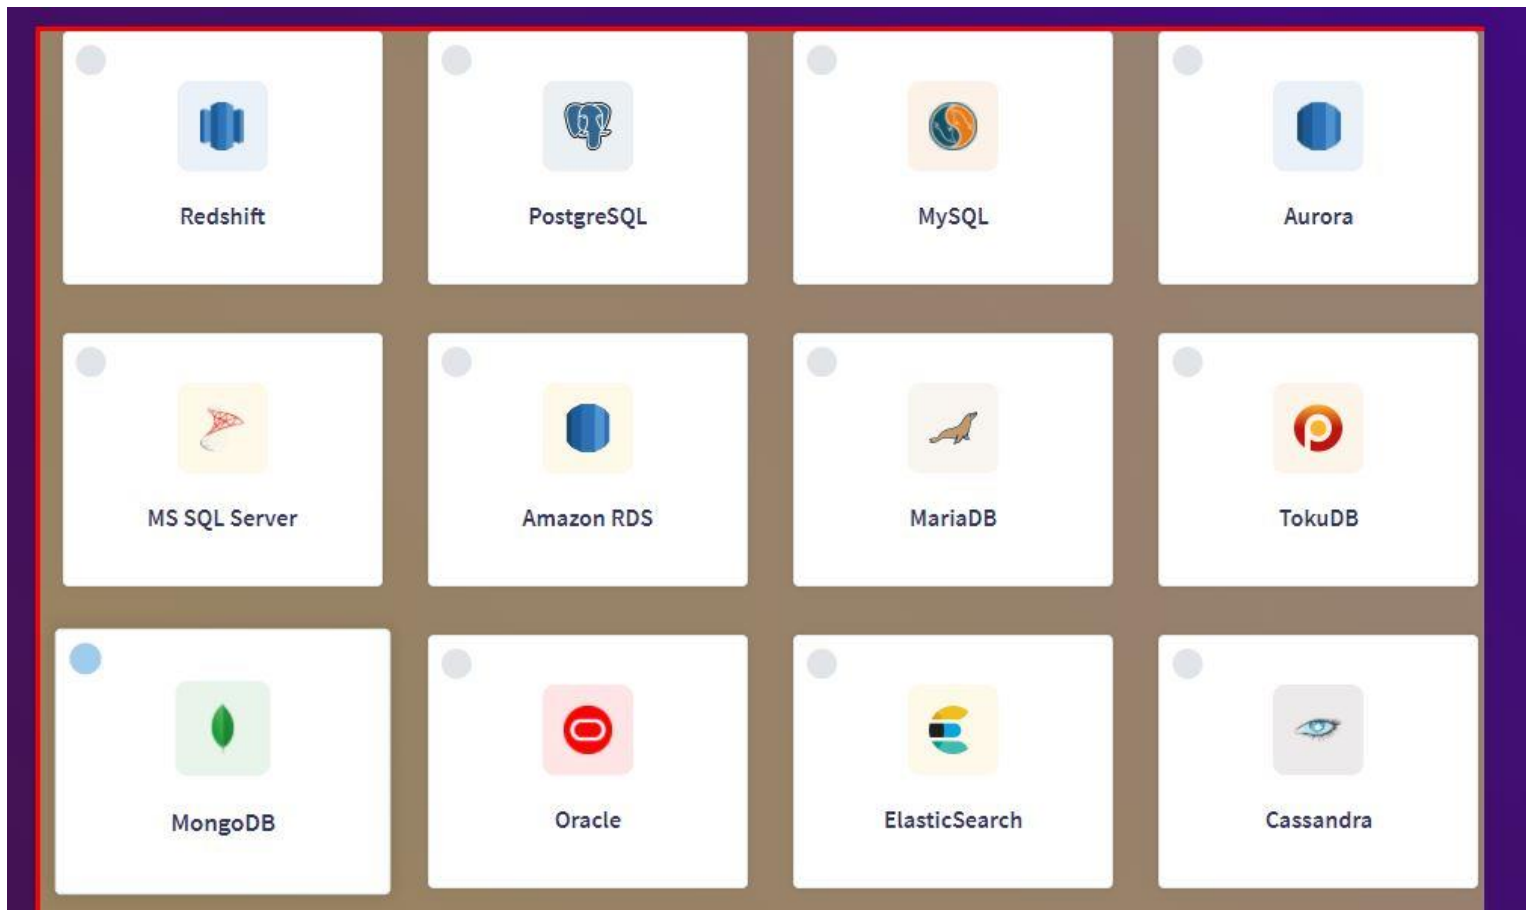 Redshift
PostgreSQL
MySQL
Aurora
MS SQL Server
Amazon RDS
MariaDB
TokuDB
MongoDB
Oracle
ElasticSearch
Cassandra